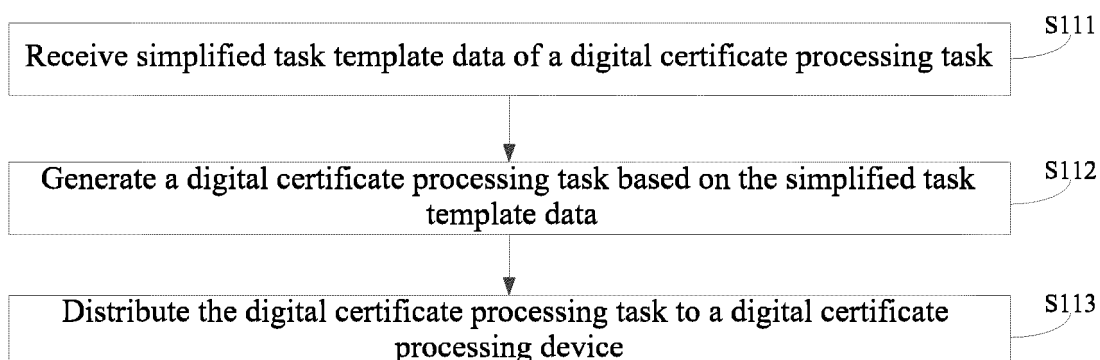 S111
Receive simplified task template data of a digital certificate processing task
S112
Generate a digital certificate processing task based on the simplified task
template data
S113
Distribute the digital certificate processing task to a digital certificate
processing device